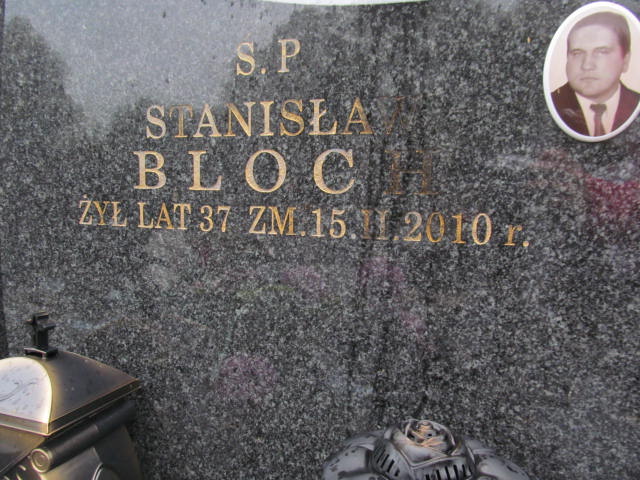 Ś.P
STANISŁAW
BLOCH
ŻYŁ LAT 37 ZM.15.II.2010 r.